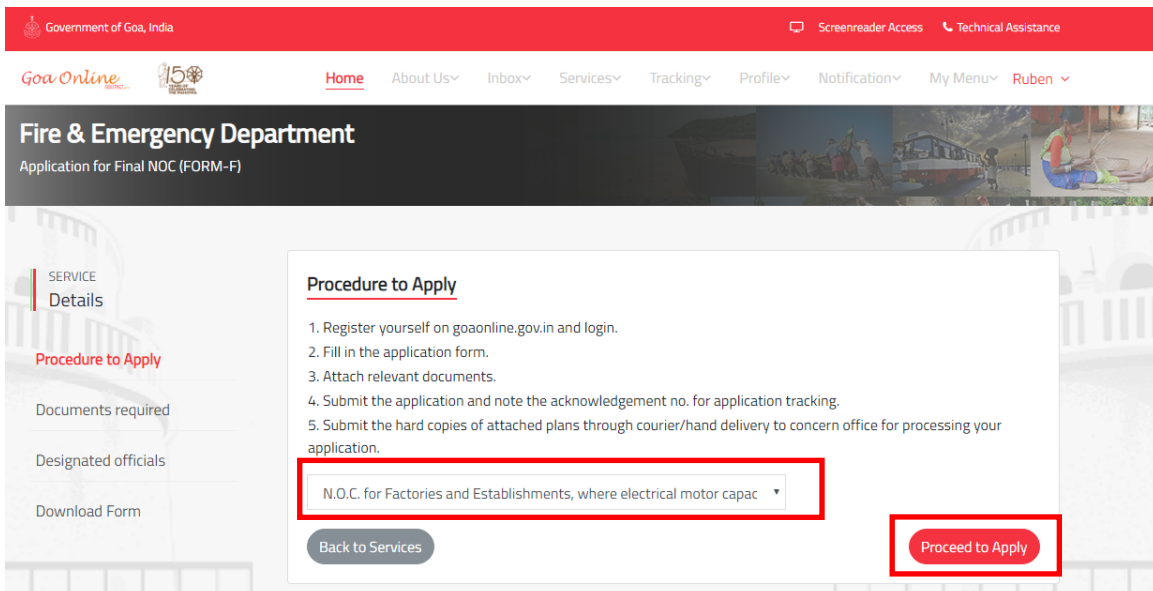 Government of Goa, India
Screenreader Access
Technical Assistance
Goa Online
150
Home
About Us
Inbox
Services
Tracking
Profile
Notification
My Menu
Ruben
Fire & Emergency Department
Application for Final NOC (FORM-F)
SERVICE
Details
Procedure to Apply
Documents required
Designated officials
Download Form
Procedure to Apply
1. Register yourself on goaonline.gov.in and login.
2. Fill in the application form.
3. Attach relevant documents.
4. Submit the application and note the acknowledgement no. for application tracking.
5. Submit the hard copies of attached plans through courier/hand delivery to concern office for processing your
application.
N.O.C. for Factories and Establishments, where electrical motor capac
Back to Services
Proceed to Apply